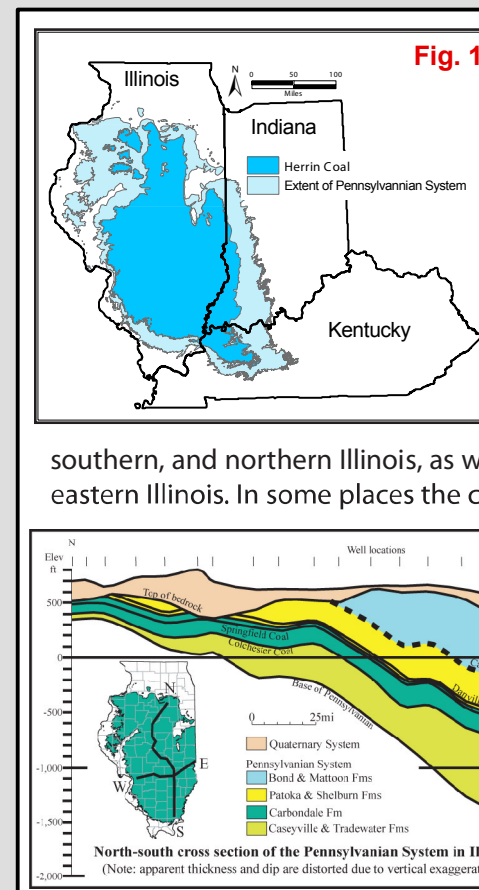 Fig. 1
Illinois
N
0 50 100
Miles
Indiana
Herrin Coal
Extent of Pennsylvannian System
Kentucky
southern, and northern Illinois, as w
eastern Illinois. In some places the c
N
Elev
ft
Well locations
Top of bedrock
500
Springfield Coal
Colchester Coal
0
Danvil
Base of Pennsylvanian
-500
N
0 25mi
E
W
S
Quaternary System
Pennsylvanian System
Bond & Mattoon Fms
Patoka & Shelburn Fms
Carbondale Fm
Caseyville & Tradewater Fms
-1,000
-1,500
North-south cross section of the Pennsylvanian System in Il
(Note: apparent thickness and dip are distorted due to vertical exaggerat
-2,000